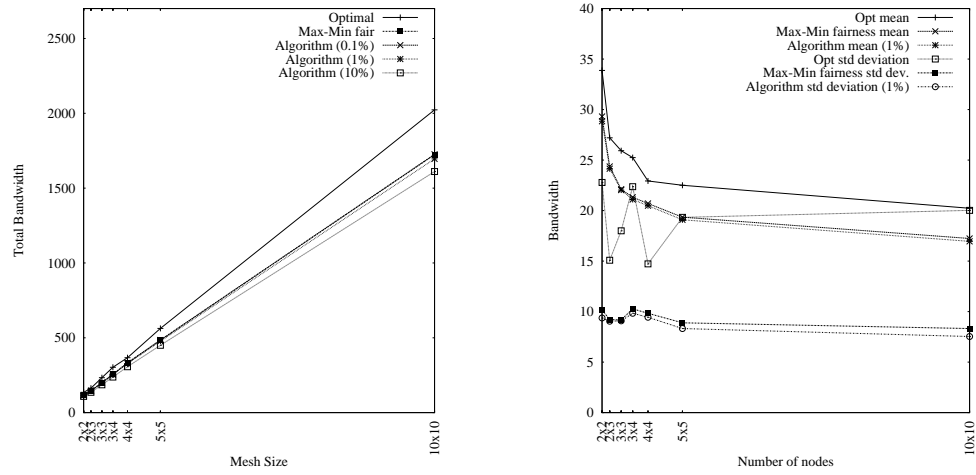 Optimal
Max-Min fair
Algorithm (0.1%)
Algorithm (1%)
Algorithm (10%)
2500
2000
1500
1000
500
0
Total Bandwidth
2x2
2x3
3x3
3x4
4x4
5x5
10x10
Mesh Size
Opt mean
Max-Min fairness mean
Algorithm mean (1%)
Opt std deviation
Max-Min fairness std dev.
Algorithm std deviation (1%)
40
35
30
25
20
15
10
5
0
Bandwidth
2x2
2x3
3x3
3x4
4x4
5x5
10x10
Number of nodes